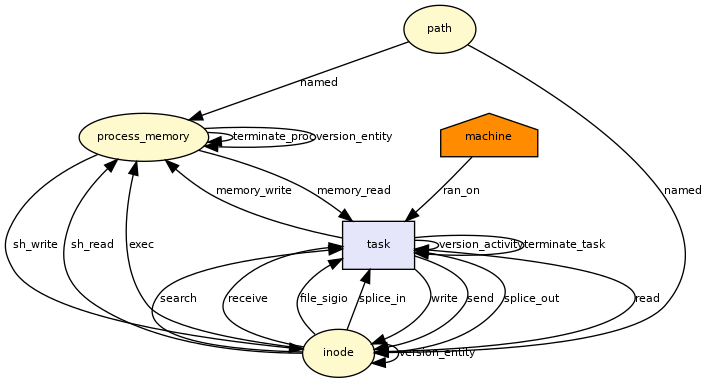 path
named
process_memory
terminate_proc
version_entity
machine
memory_write
memory_read
ran_on
named
sh_write
sh_read
exec
task
version_activity
terminate_task
search
receive
file_sigio
splice_in
write
send
splice_out
read
inode
version_entity